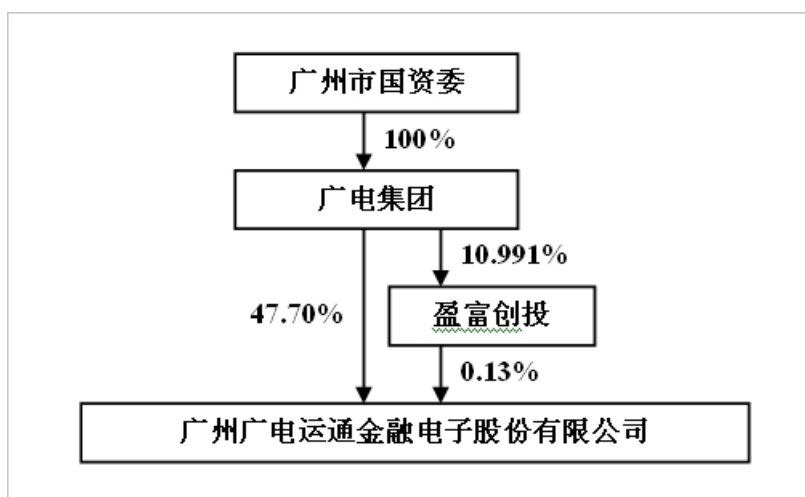 广州市国资委
100%
广电集团
10.991%
47.70%
盈富创投
0.13%
广州广电运通金融电子股份有限公司